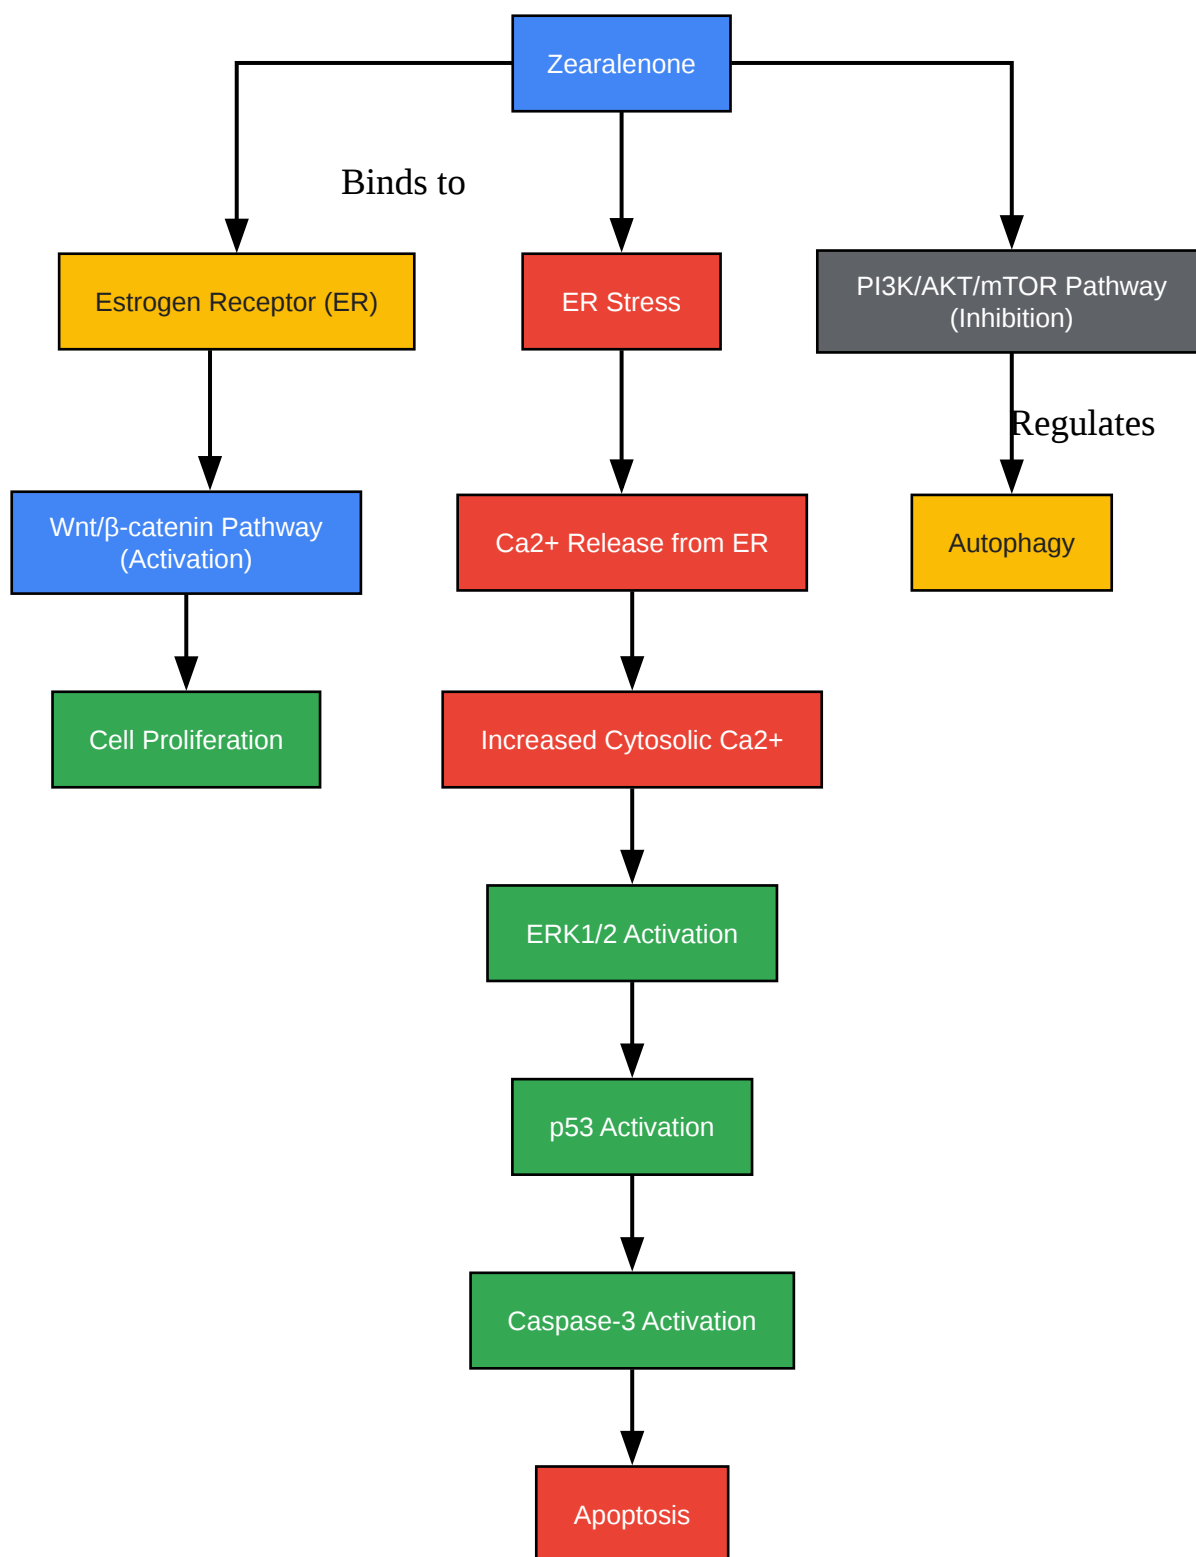 Zearalenone
Binds to
Estrogen Receptor (ER)
ER Stress
PI3K/AKT/mTOR Pathway
(Inhibition)
Regulates
Wnt/β-catenin Pathway
(Activation)
Ca2+ Release from ER
Autophagy
Cell Proliferation
Increased Cytosolic Ca2+
ERK1/2 Activation
p53 Activation
Caspase-3 Activation
Apoptosis